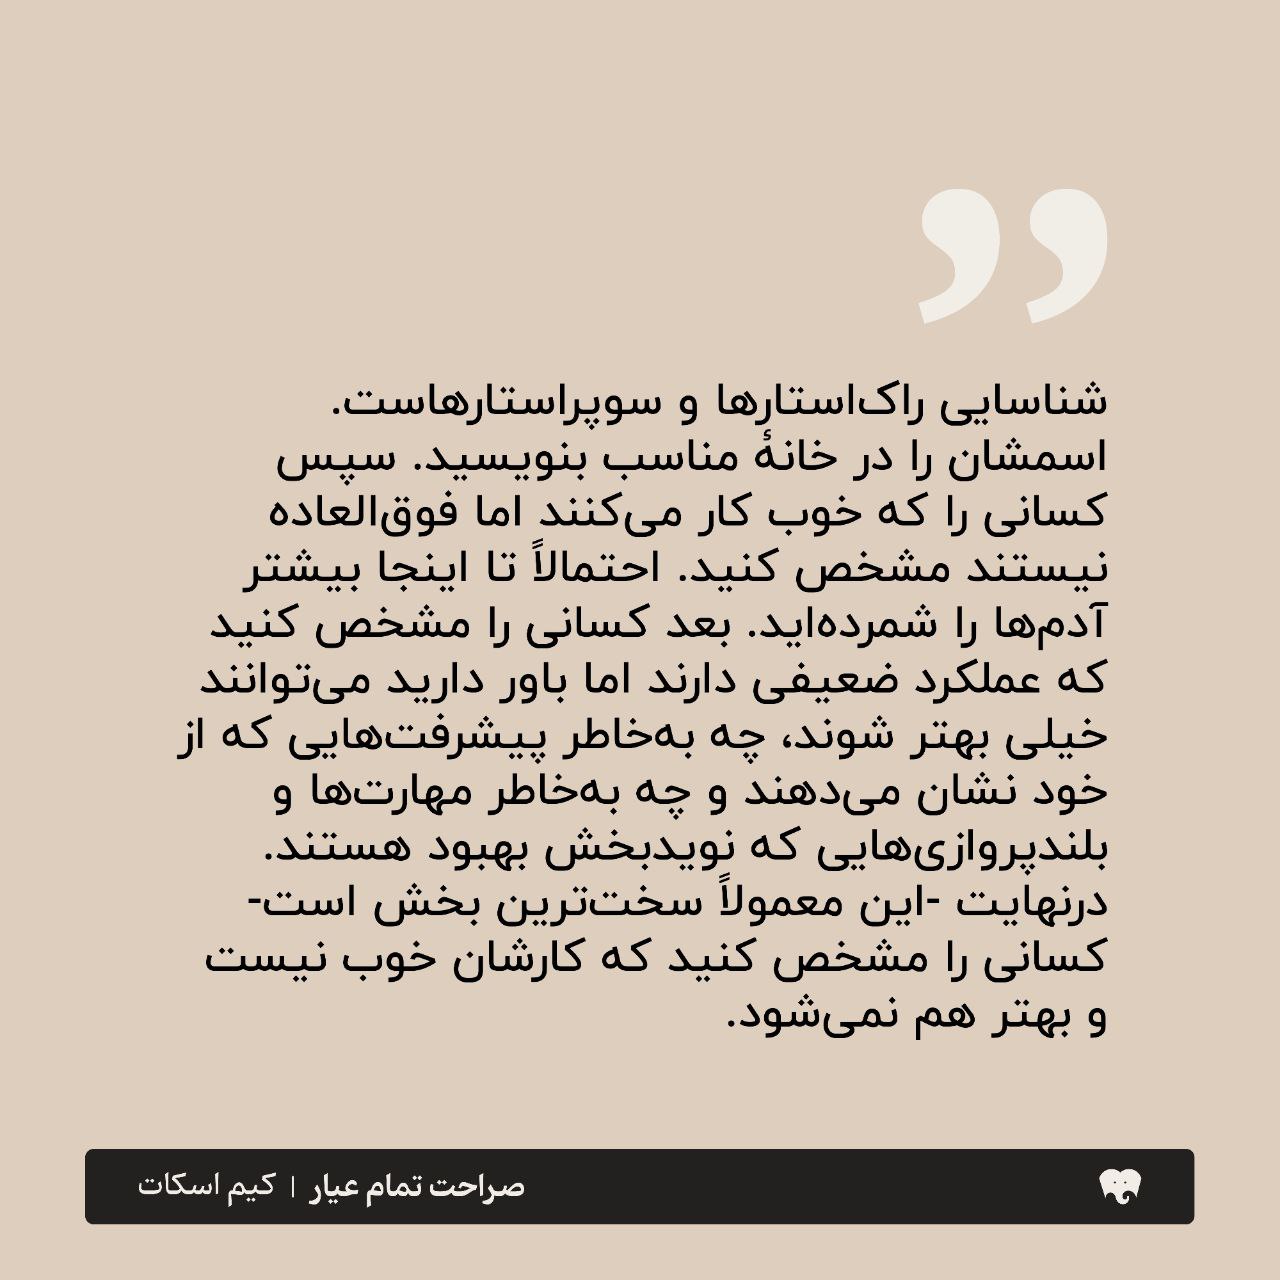 ”
شناسایی راک‌استارها و سوپراستارهاست.
اسمشان را در خانهٔ مناسب بنویسید. سپس
کسانی را که خوب کار می‌کنند اما فوق‌العاده
نیستند مشخص کنید. احتمالاً تا اینجا بیشتر
آدم‌ها را شمرده‌اید. بعد کسانی را مشخص کنید
که عملکرد ضعیفی دارند اما باور دارید می‌توانند
خیلی بهتر شوند، چه به‌خاطر پیشرفت‌هایی که از
خود نشان می‌دهند و چه به‌خاطر مهارت‌ها و
بلندپروازی‌هایی که نویدبخش بهبود هستند.
درنهایت -این معمولاً سخت‌ترین بخش است-
کسانی را مشخص کنید که کارشان خوب نیست
و بهتر هم نمی‌شود.
صراحت تمام عیار | کیم اسکات